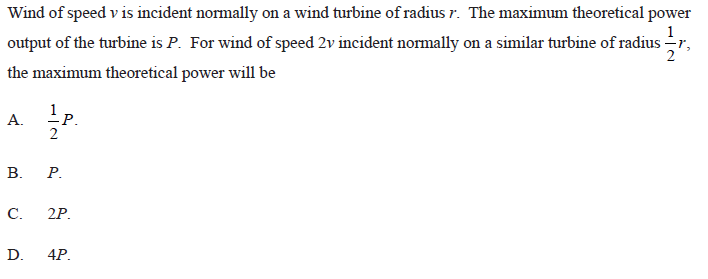 Wind of speed v is incident normally on a wind turbine of radius r. The maximum theoretical power
output of the turbine is P. For wind of speed 2v incident normally on a similar turbine of radius \frac{1}{2}r,
the maximum theoretical power will be
A. \frac{1}{2}P.
B. P.
C. 2P.
D. 4P.